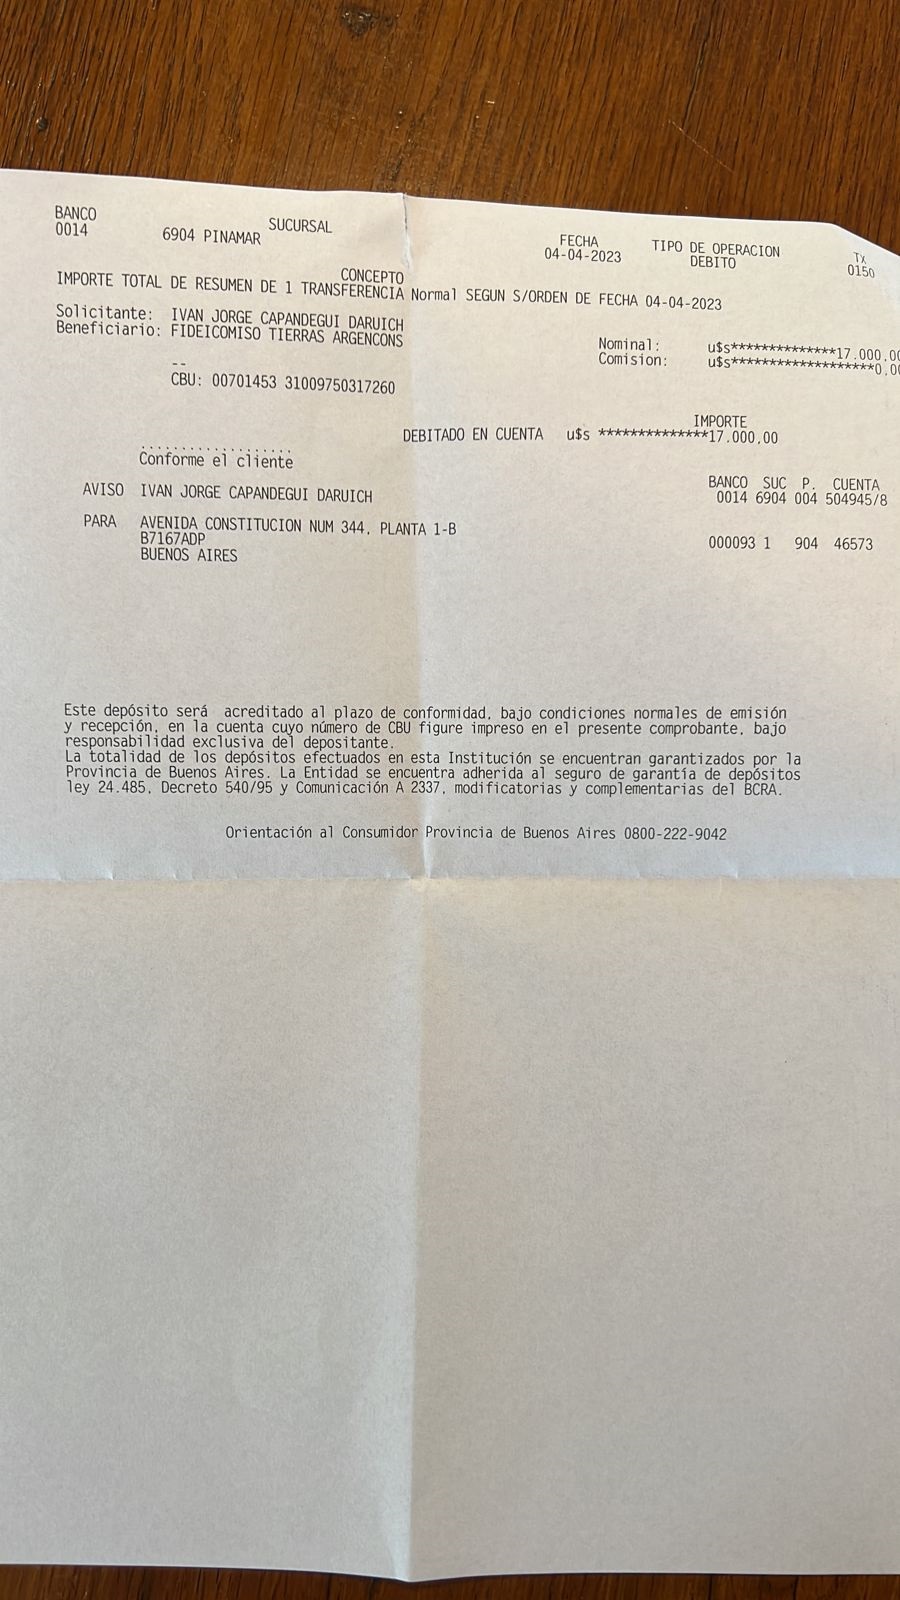 BANCO SUCURSAL FECHA TIPO DE OPERACION Tx
0014 6904 PINAMAR 04-04-2023 DEBITO 0150
CONCEPTO
IMPORTE TOTAL DE RESUMEN DE 1 TRANSFERENCIA Normal SEGUN S/ORDEN DE FECHA 04-04-2023
Solicitante: IVAN JORGE CAPANDEGUI DARUICH
Beneficiario: FIDEICOMISO TIERRAS ARGENCONS
Nominal: u$s**************17.000,00
Comision: u$s*******************0,00
--
CBU: 00701453 31009750317260
IMPORTE
DEBITADO EN CUENTA u$s **************17.000,00
...................
Conforme el cliente
BANCO SUC P. CUENTA
AVISO IVAN JORGE CAPANDEGUI DARUICH 0014 6904 004 504945/8
PARA AVENIDA CONSTITUCION NUM 344, PLANTA 1-B
B7167ADP 000093 1 904 46573
BUENOS AIRES
Este depósito será acreditado al plazo de conformidad, bajo condiciones normales de emisión
y recepción, en la cuenta cuyo número de CBU figure impreso en el presente comprobante, bajo
responsabilidad exclusiva del depositante.
La totalidad de los depósitos efectuados en esta Institución se encuentran garantizados por la
Provincia de Buenos Aires. La Entidad se encuentra adherida al seguro de garantía de depósitos
ley 24.485, Decreto 540/95 y Comunicación A 2337, modificatorias y complementarias del BCRA.
Orientación al Consumidor Provincia de Buenos Aires 0800-222-9042